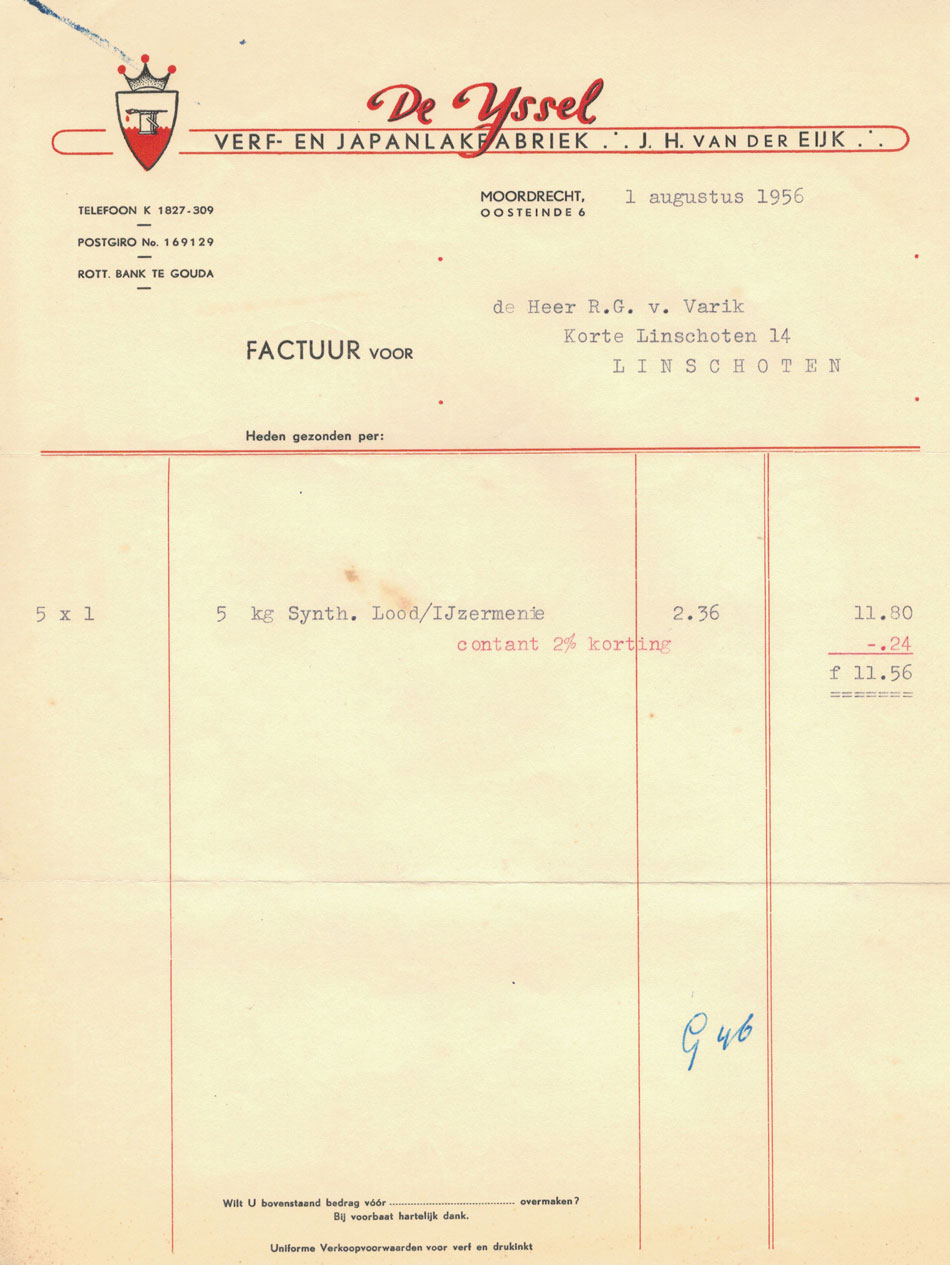 De Yssel
VERF- EN JAPANLAKFABRIEK ∴ J. H. VAN DER EIJK ∴
MOORDRECHT, 1 augustus 1956
OOSTEINDE 6
TELEFOON K 1827-309
POSTGIRO No. 169129
ROTT. BANK TE GOUDA
de Heer R.G. v. Varik
Korte Linschoten 14
L I N S C H O T E N
FACTUUR VOOR
Heden gezonden per:
5 x 1 5 kg Synth. Lood/IJzermenie 2.36 11.80
contant 2% korting -.24
f 11.56
=======
G 46
Wilt U bovenstaand bedrag vóór ........................................ overmaken?
Bij voorbaat hartelijk dank.
Uniforme Verkoopvoorwaarden voor verf en drukinkt